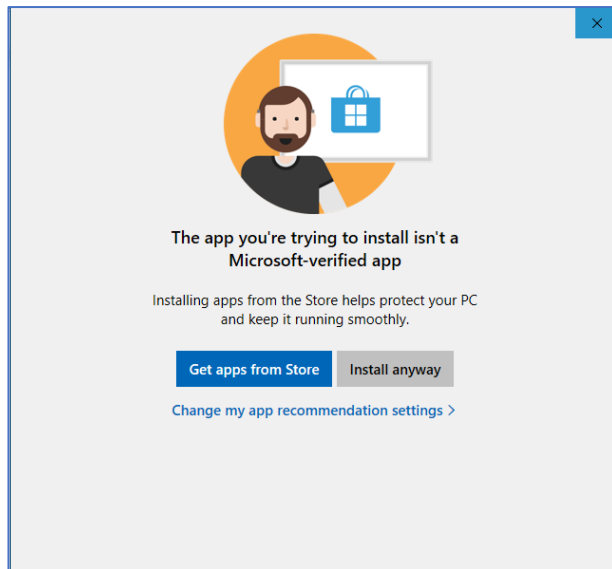 The app you're trying to install isn't a
Microsoft-verified app
Installing apps from the Store helps protect your PC
and keep it running smoothly.
Get apps from Store
Install anyway
Change my app recommendation settings >